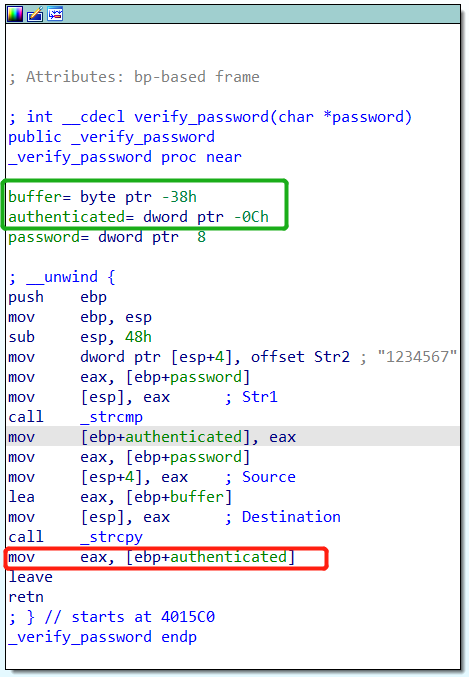 ; Attributes: bp-based frame
; int __cdecl verify_password(char *password)
public _verify_password
_verify_password proc near
buffer= byte ptr -38h
authenticated= dword ptr -0Ch
password= dword ptr  8
; __unwind {
push    ebp
mov     ebp, esp
sub     esp, 48h
mov     dword ptr [esp+4], offset Str2 ; "1234567"
mov     eax, [ebp+password]
mov     [esp], eax      ; Str1
call    _strcmp
mov     [ebp+authenticated], eax
mov     eax, [ebp+password]
mov     [esp+4], eax    ; Source
lea     eax, [ebp+buffer]
mov     [esp], eax      ; Destination
call    _strcpy
mov     eax, [ebp+authenticated]
leave
retn
; } // starts at 4015C0
_verify_password endp